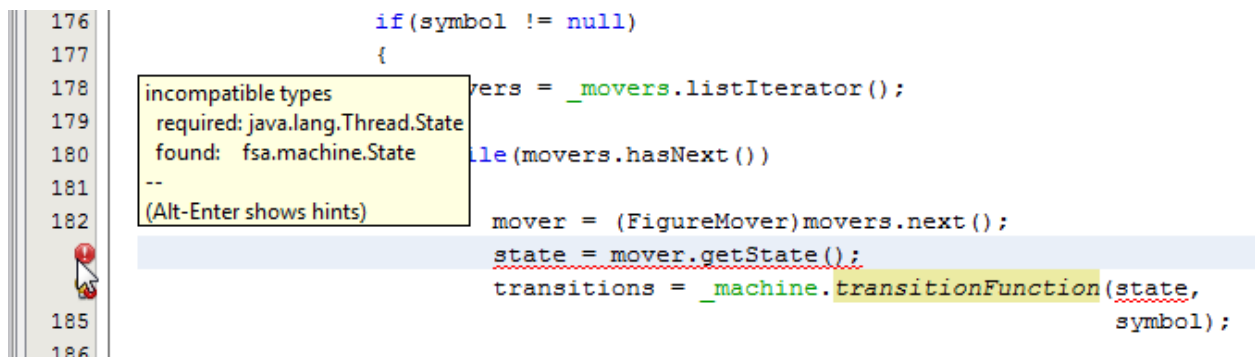 176 if(symbol != null)
177 {
178 vers = _movers.listIterator();
179
180 ile(movers.hasNext())
181
182 mover = (FigureMover)movers.next();
state = mover.getState();
transitions = _machine.transitionFunction(state,
185 symbol);
186
incompatible types
required: java.lang.Thread.State
found: fsa.machine.State
--
(Alt-Enter shows hints)